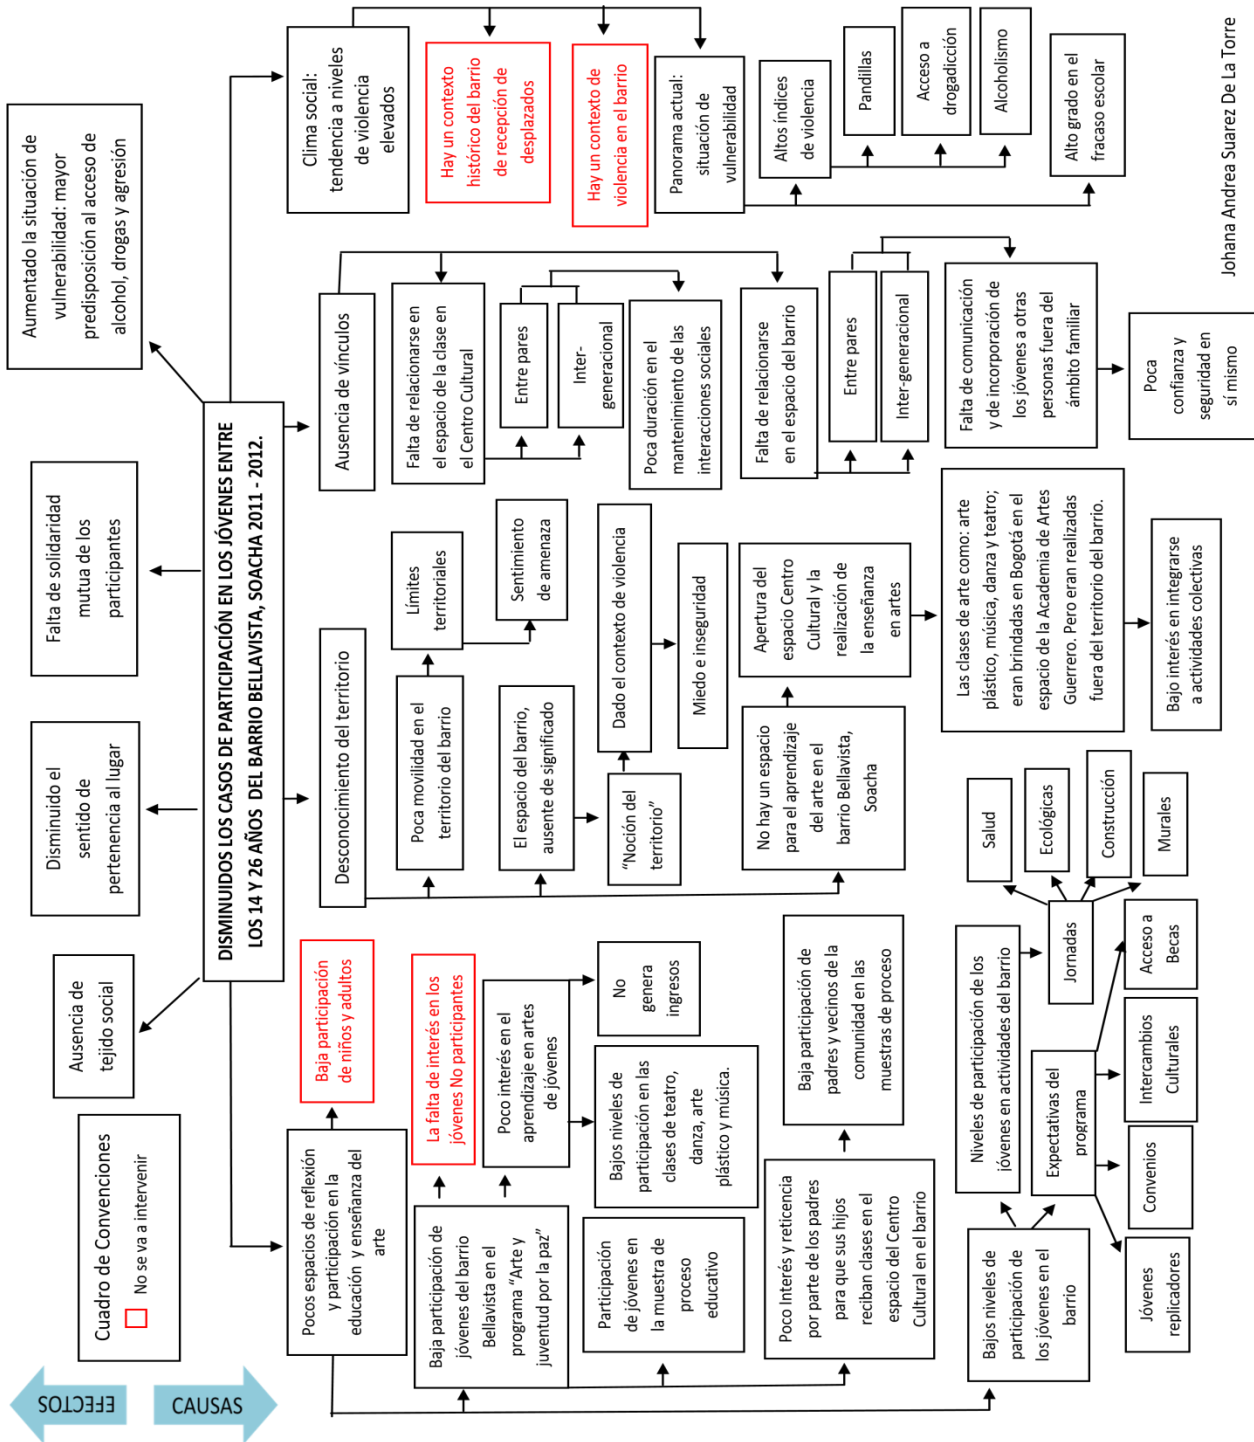 EFECTOS
CAUSAS
Cuadro de Convenciones
No se va a intervenir
Ausencia de
tejido social
Disminuido el
sentido de
pertenencia al lugar
Falta de solidaridad
mutua de los
participantes
Aumentado la situación de
vulnerabilidad: mayor
predisposición al acceso de
alcohol, drogas y agresión
DISMINUIDOS LOS CASOS DE PARTICIPACIÓN EN LOS JÓVENES ENTRE
LOS 14 Y 26 AÑOS DEL BARRIO BELLAVISTA, SOACHA 2011 - 2012.
Pocos espacios de reflexión
y participación en la
educación y enseñanza del
arte
Baja participación
de niños y adultos
Baja participación de
jóvenes del barrio
Bellavista en el
programa “Arte y
juventud por la paz”
La falta de interés en los
jóvenes No participantes
Poco interés en el
aprendizaje en artes
de jóvenes
Bajos niveles de
participación en las
clases de teatro,
danza, arte
plástico y música.
No
genera
ingresos
Participación
de jóvenes en
la muestra de
proceso
educativo
Poco Interés y reticencia
por parte de los padres
para que sus hijos
reciban clases en el
espacio del Centro
Cultural en el barrio
Baja participación de
padres y vecinos de la
comunidad en las
muestras de proceso
Bajos niveles de
participación de
los jóvenes en el
barrio
Niveles de participación de los
jóvenes en actividades del barrio
Jornadas
Salud
Ecológicas
Construcción
Murales
Expectativas del
programa
Jóvenes
replicadores
Convenios
Intercambios
Culturales
Acceso a
Becas
Desconocimiento del territorio
Poca movilidad en el
territorio del barrio
Límites
territoriales
Sentimiento
de amenaza
El espacio del barrio,
ausente de significado
“Noción del
territorio”
Dado el contexto de violencia
Miedo e inseguridad
No hay un espacio
para el aprendizaje
del arte en el
barrio Bellavista,
Soacha
Apertura del
espacio Centro
Cultural y la
realización de
la enseñanza
en artes
Las clases de arte como: arte
plástico, música, danza y teatro;
eran brindadas en Bogotá en el
espacio de la Academia de Artes
Guerrero. Pero eran realizadas
fuera del territorio del barrio.
Bajo interés en integrarse
a actividades colectivas
Ausencia de vínculos
Falta de relacionarse en
el espacio de la clase en
el Centro Cultural
Entre pares
Inter-
generacional
Poca duración en el
mantenimiento de las
interacciones sociales
Falta de relacionarse
en el espacio del barrio
Entre pares
Inter-generacional
Falta de comunicación
y de incorporación de
los jóvenes a otras
personas fuera del
ámbito familiar
Poca
confianza y
seguridad en
sí mismo
Clima social:
tendencia a niveles
de violencia
elevados
Hay un contexto
histórico del barrio
de recepción de
desplazados
Hay un contexto de
violencia en el barrio
Panorama actual:
situación de
vulnerabilidad
Altos índices
de violencia
Pandillas
Acceso a
drogadicción
Alcoholismo
Alto grado en el
fracaso escolar
Johana Andrea Suarez De La Torre